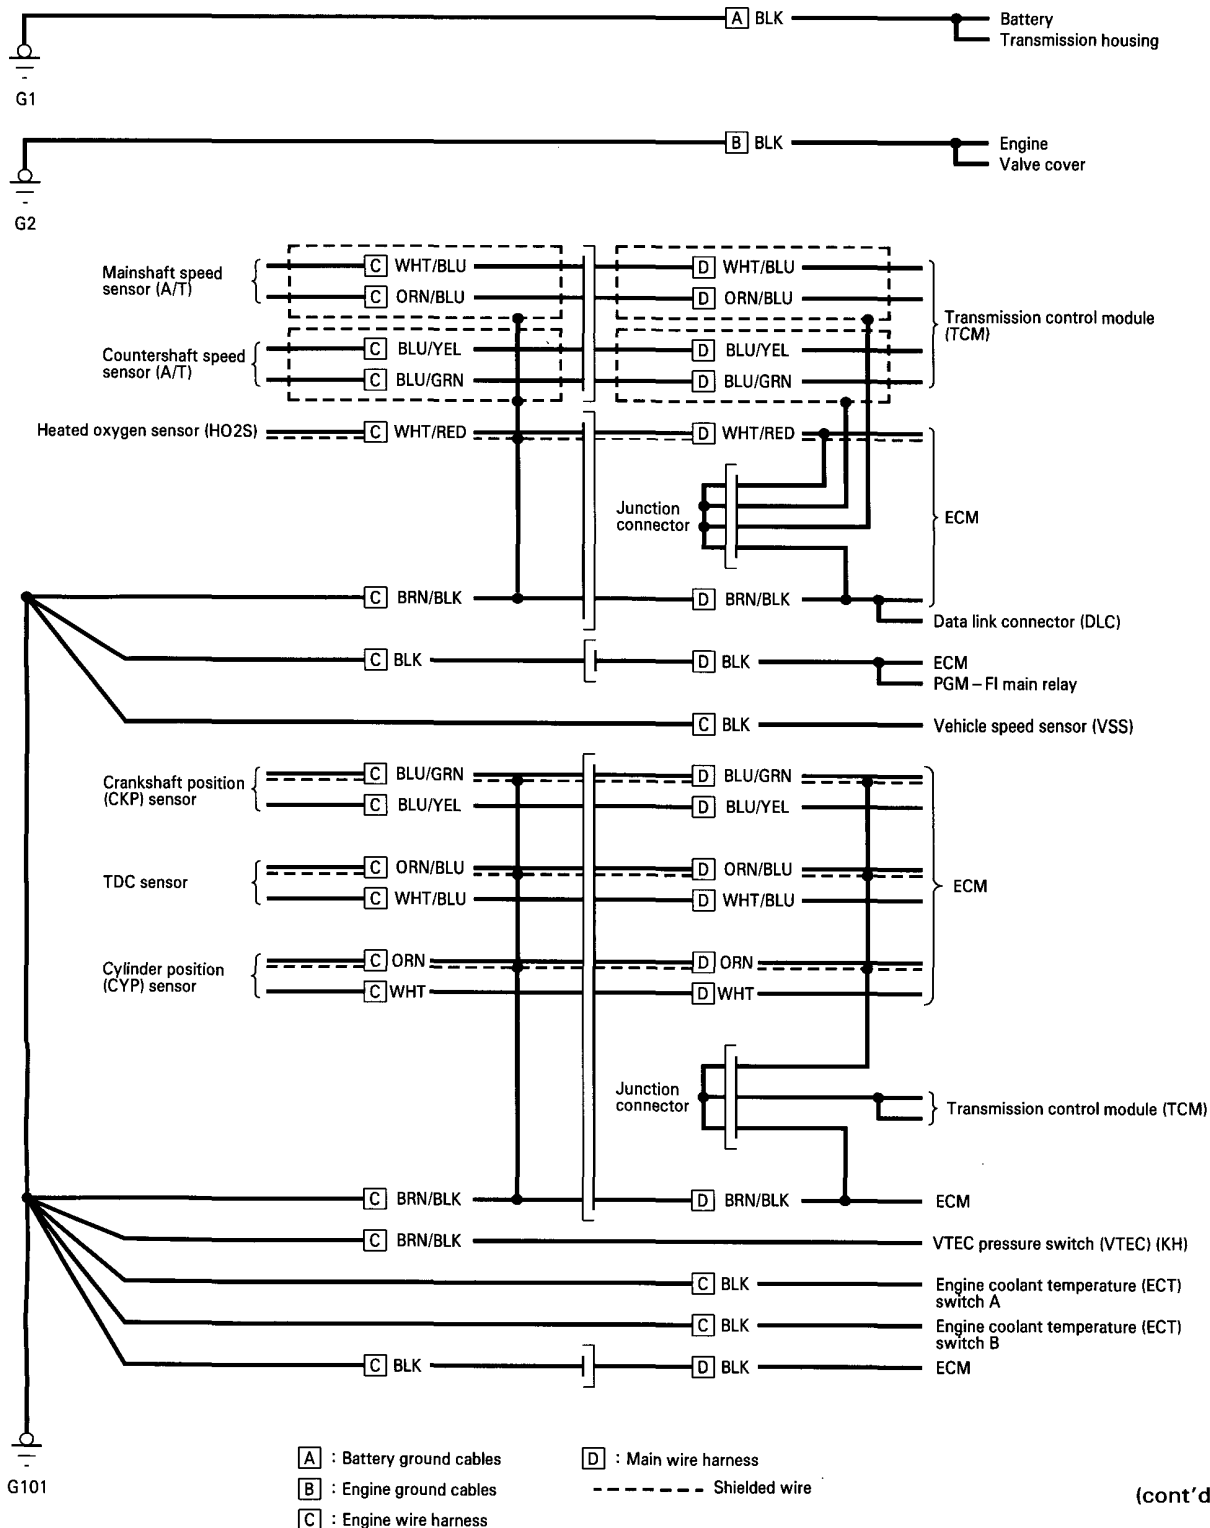 A BLK Battery
Transmission housing
G1
B BLK Engine
Valve cover
G2
Mainshaft speed
sensor (A/T)
C WHT/BLU D WHT/BLU
C ORN/BLU D ORN/BLU
Transmission control module
(TCM)
Countershaft speed
sensor (A/T)
C BLU/YEL D BLU/YEL
C BLU/GRN D BLU/GRN
Heated oxygen sensor (HO2S) C WHT/RED D WHT/RED
Junction
connector
ECM
C BRN/BLK D BRN/BLK
Data link connector (DLC)
C BLK D BLK ECM
PGM – FI main relay
C BLK Vehicle speed sensor (VSS)
Crankshaft position
(CKP) sensor
C BLU/GRN D BLU/GRN
C BLU/YEL D BLU/YEL
TDC sensor
C ORN/BLU D ORN/BLU
C WHT/BLU D WHT/BLU
ECM
Cylinder position
(CYP) sensor
C ORN D ORN
C WHT D WHT
Junction
connector
Transmission control module (TCM)
C BRN/BLK D BRN/BLK ECM
C BRN/BLK VTEC pressure switch (VTEC) (KH)
C BLK Engine coolant temperature (ECT)
switch A
C BLK Engine coolant temperature (ECT)
switch B
C BLK D BLK ECM
G101
A : Battery ground cables
B : Engine ground cables
C : Engine wire harness
D : Main wire harness
Shielded wire
(cont'd